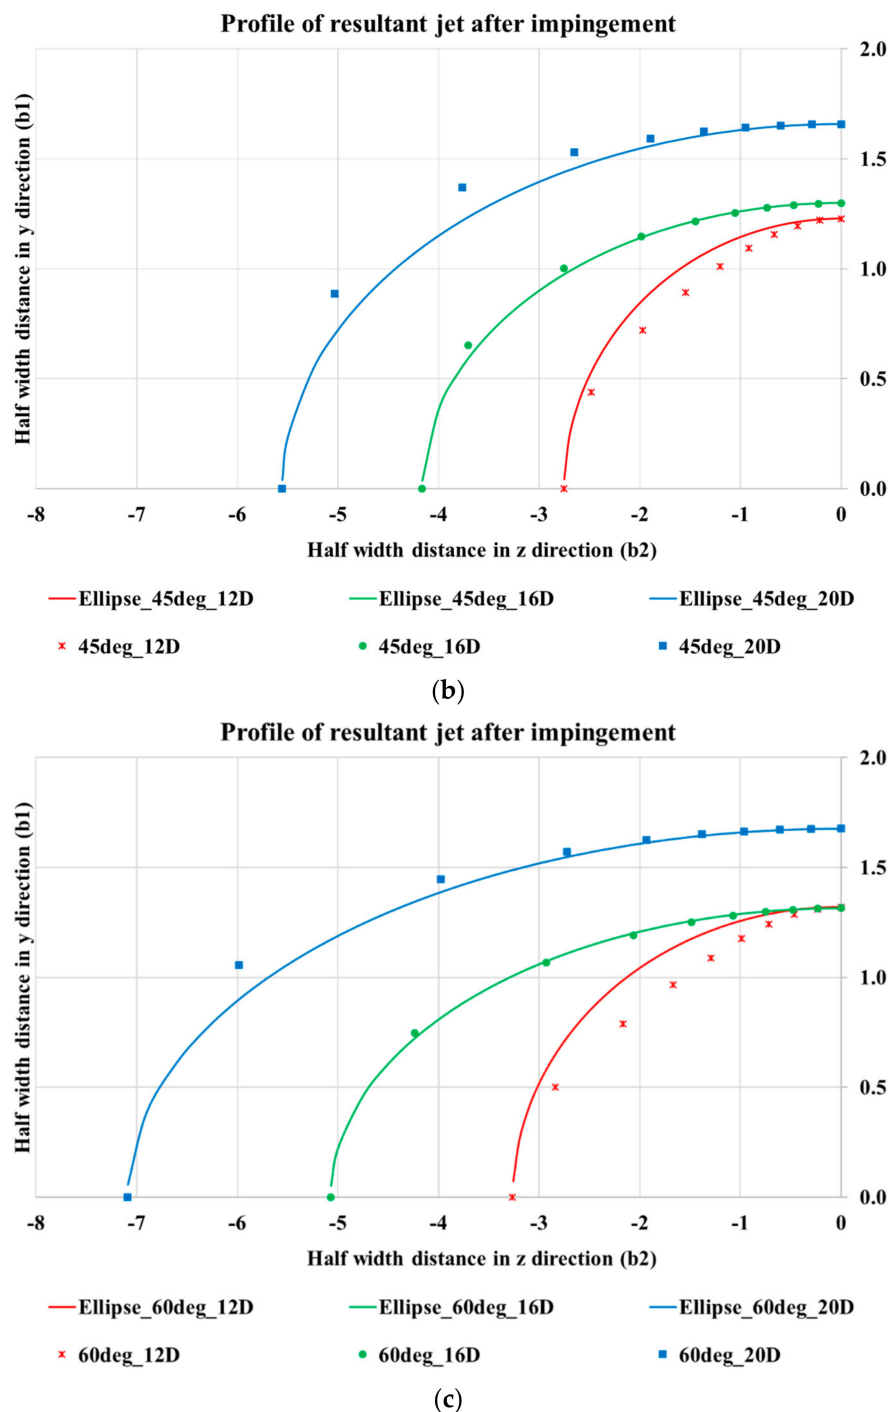 Profile of resultant jet after impingement
2.0
1.5
1.0
0.5
0.0
Half width distance in y direction (b1)
-8 -7 -6 -5 -4 -3 -2 -1 0
Half width distance in z direction (b2)
Ellipse_45deg_12D Ellipse_45deg_16D Ellipse_45deg_20D
45deg_12D 45deg_16D 45deg_20D
(b)
Profile of resultant jet after impingement
2.0
1.5
1.0
0.5
0.0
Half width distance in y direction (b1)
-8 -7 -6 -5 -4 -3 -2 -1 0
Half width distance in z direction (b2)
Ellipse_60deg_12D Ellipse_60deg_16D Ellipse_60deg_20D
60deg_12D 60deg_16D 60deg_20D
(c)